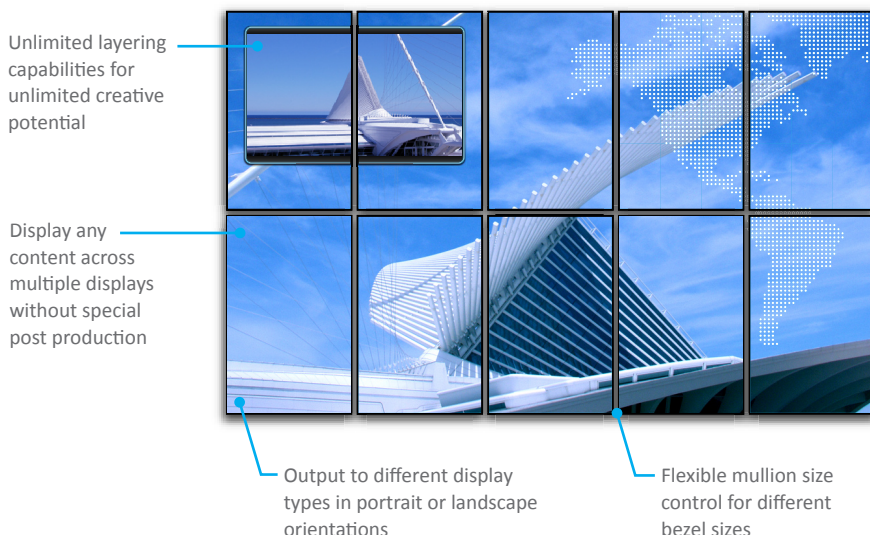 Unlimited layering
capabilities for
unlimited creative
potential
Display any
content across
multiple displays
without special
post production
Output to different display
types in portrait or landscape
orientations
Flexible mullion size
control for different
bezel sizes